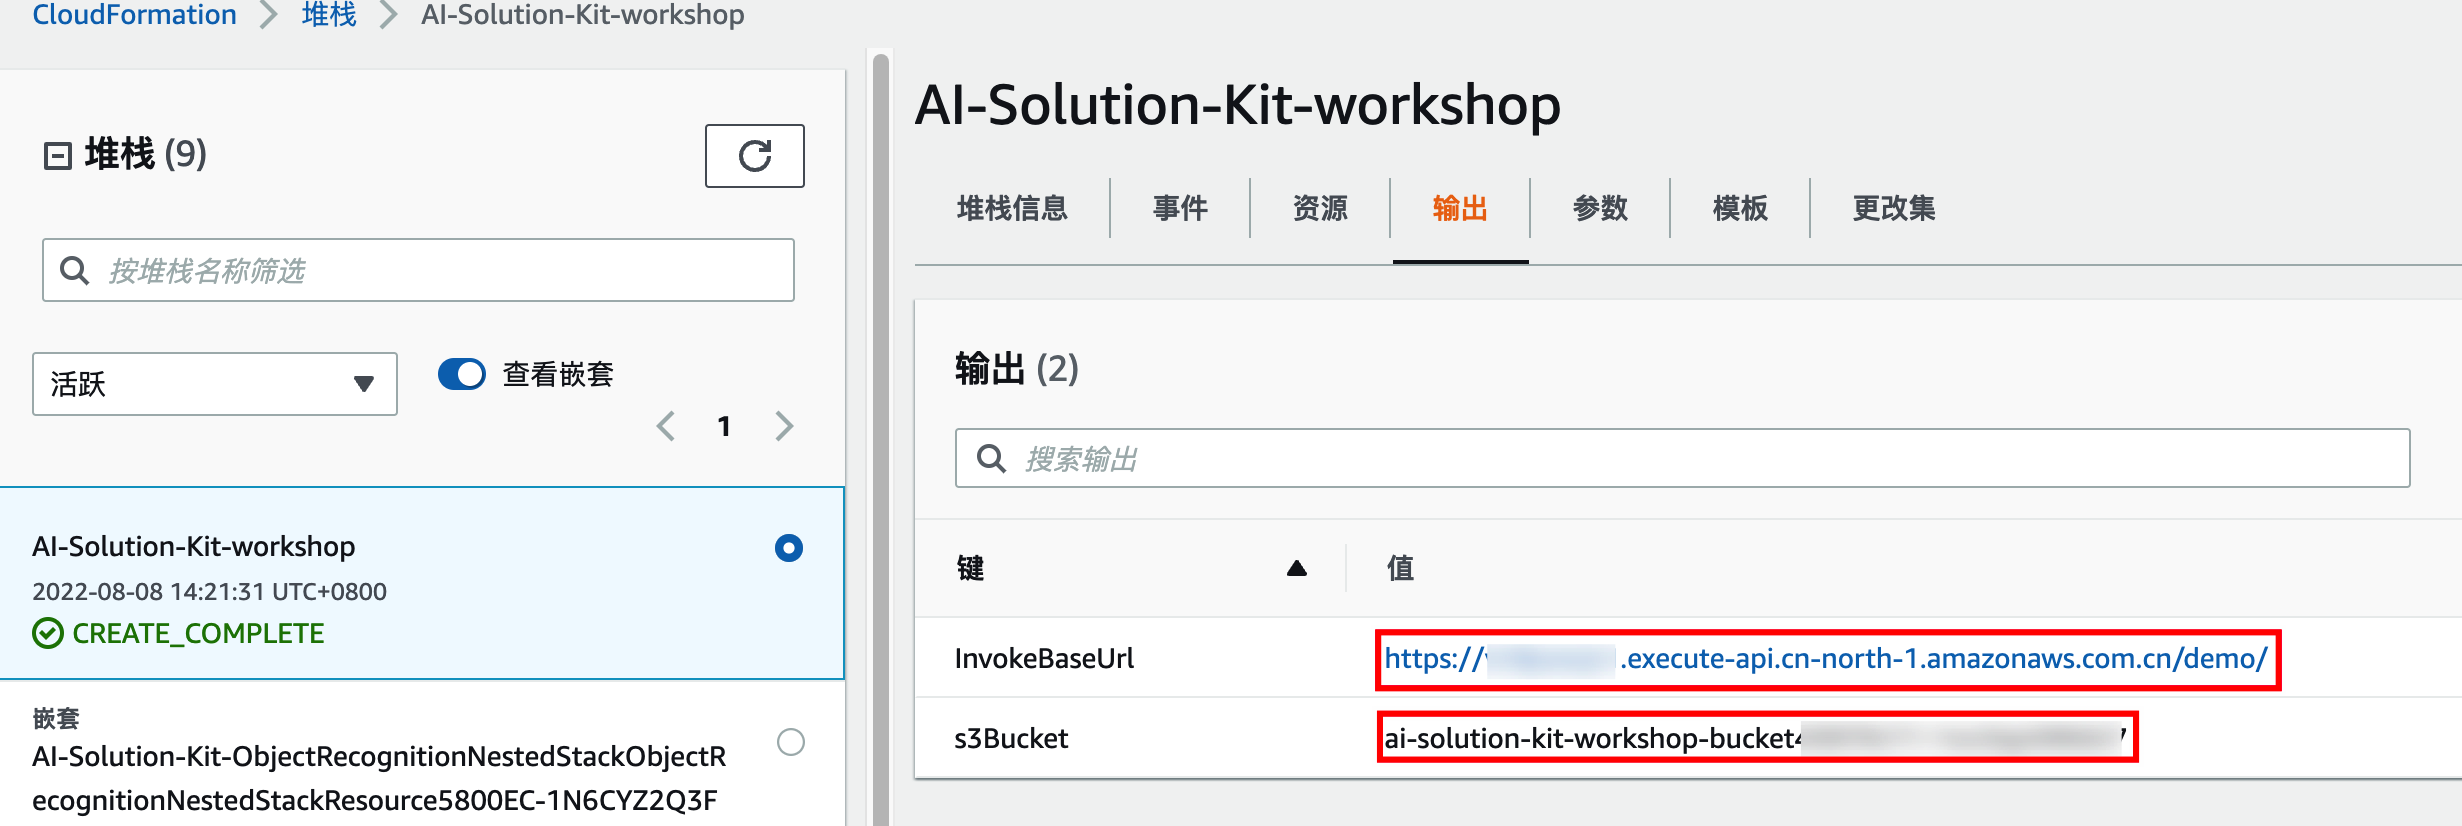 CloudFormation > 堆栈 > AI-Solution-Kit-workshop
堆栈 (9)
按堆栈名称筛选
活跃
查看嵌套
1
AI-Solution-Kit-workshop
2022-08-08 14:21:31 UTC+0800
CREATE_COMPLETE
嵌套
AI-Solution-Kit-ObjectRecognitionNestedStackObjectR
ecognitionNestedStackResource5800EC-1N6CYZ2Q3F
AI-Solution-Kit-workshop
堆栈信息 事件 资源 输出 参数 模板 更改集
输出 (2)
搜索输出
键 值
InvokeBaseUrl https:// .execute-api.cn-north-1.amazonaws.com.cn/demo/
s3Bucket ai-solution-kit-workshop-bucket